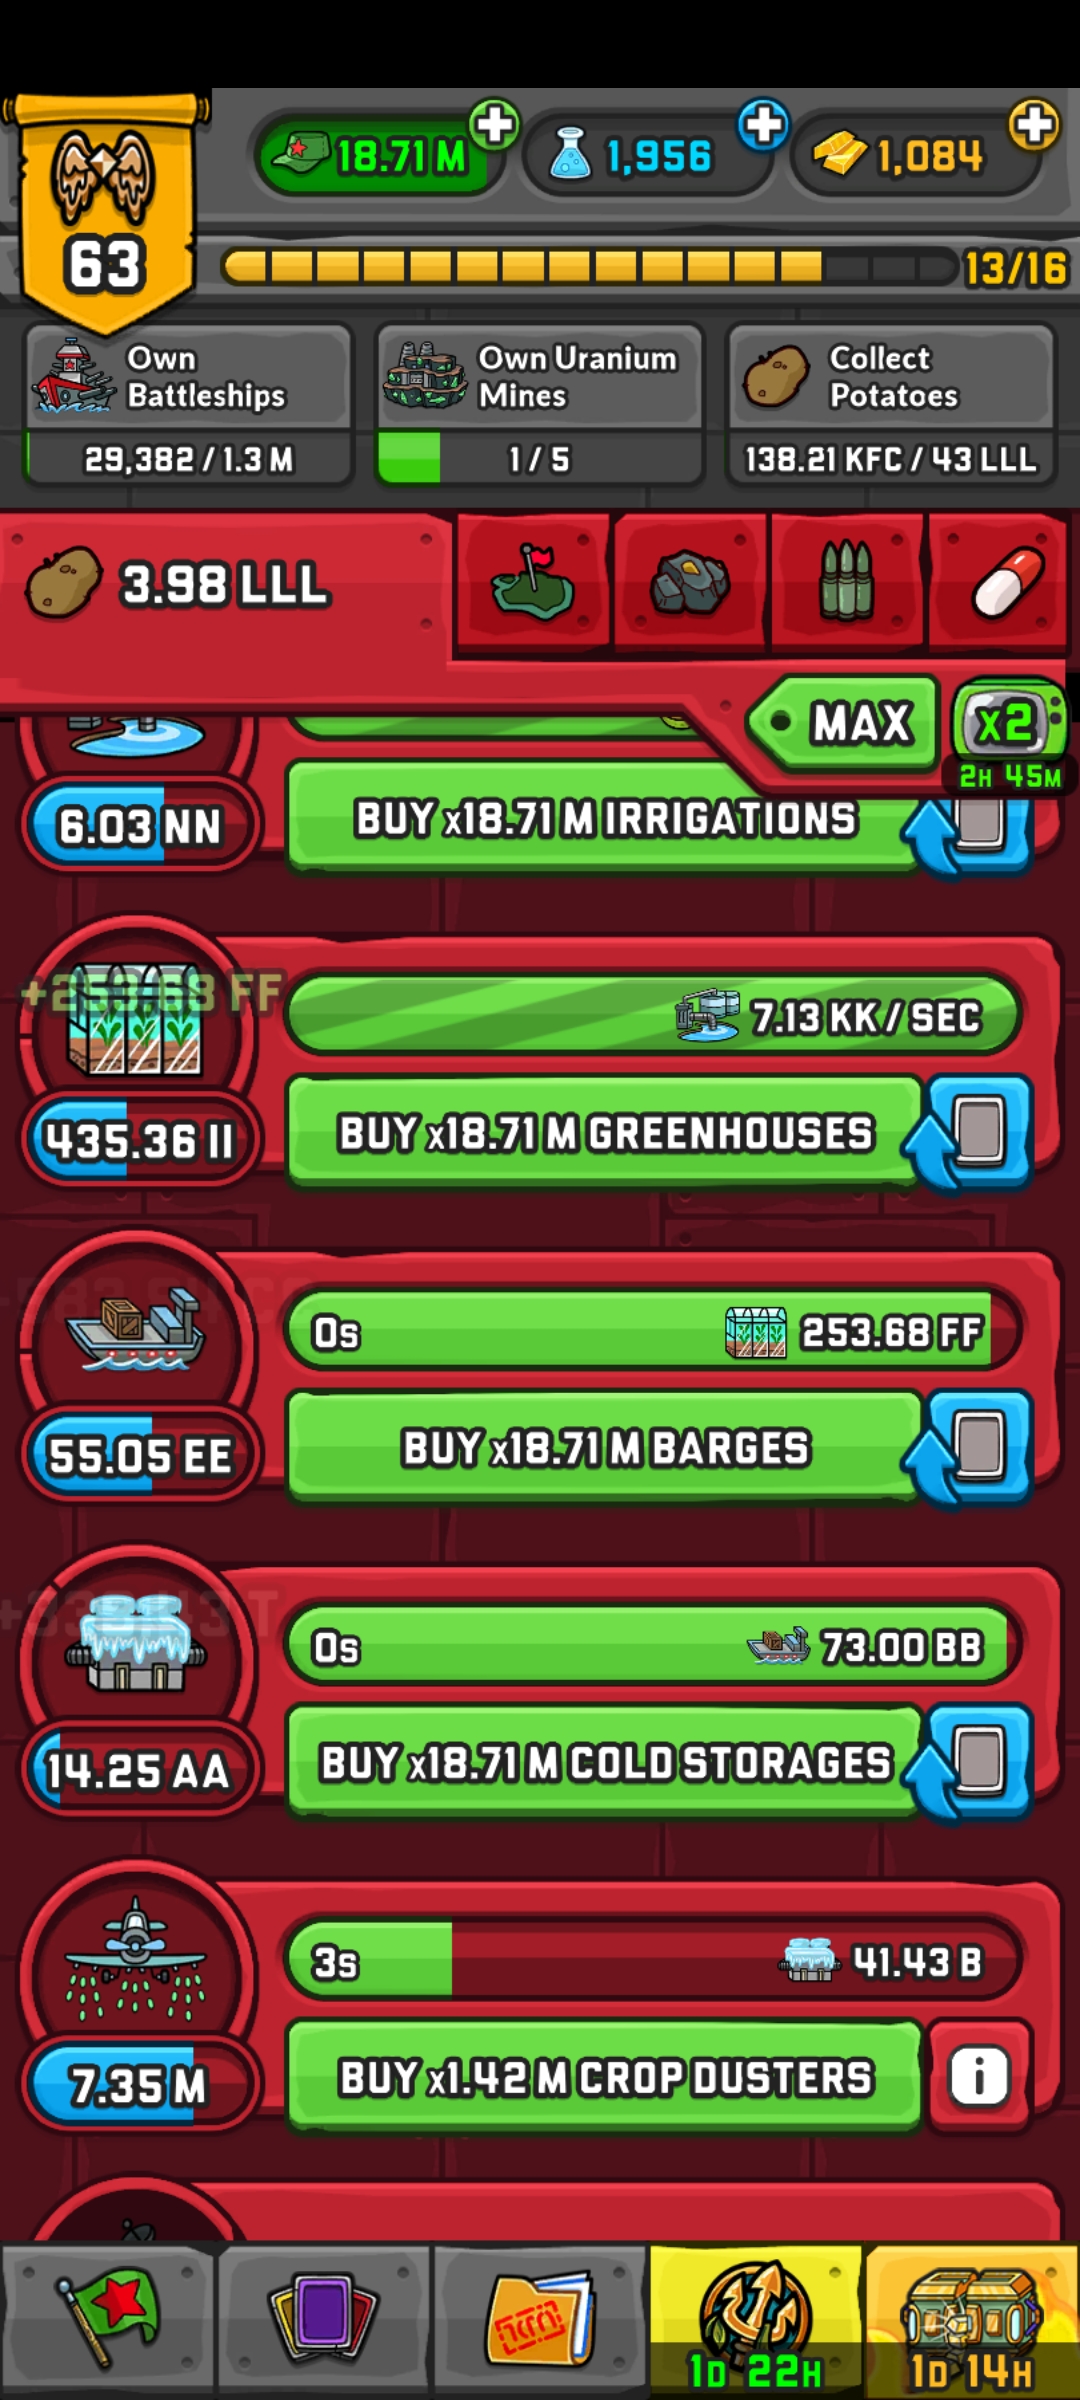 18.71 M
1,956
1,084
63
13/16
Own
Battleships
29,382 / 1.3 M
Own Uranium
Mines
1 / 5
Collect
Potatoes
138.21 KFC / 43 LLL
3.98 LLL
MAX
x2
2H 45M
6.03 NN
BUY x18.71 M IRRIGATIONS
+253.68 FF
7.13 KK / SEC
435.36 II
BUY x18.71 M GREENHOUSES
0s
253.68 FF
55.05 EE
BUY x18.71 M BARGES
0s
73.00 BB
14.25 AA
BUY x18.71 M COLD STORAGES
3s
41.43 B
7.35 M
BUY x1.42 M CROP DUSTERS
i
1D 22H
1D 14H